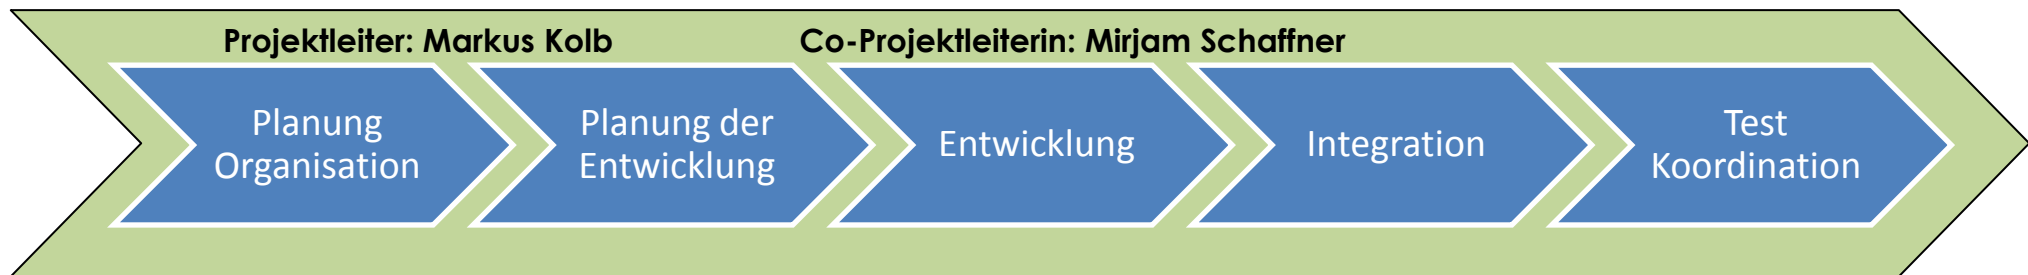 Projektleiter: Markus Kolb
Co-Projektleiterin: Mirjam Schaffner
Planung
Organisation
Planung der
Entwicklung
Entwicklung
Integration
Test
Koordination